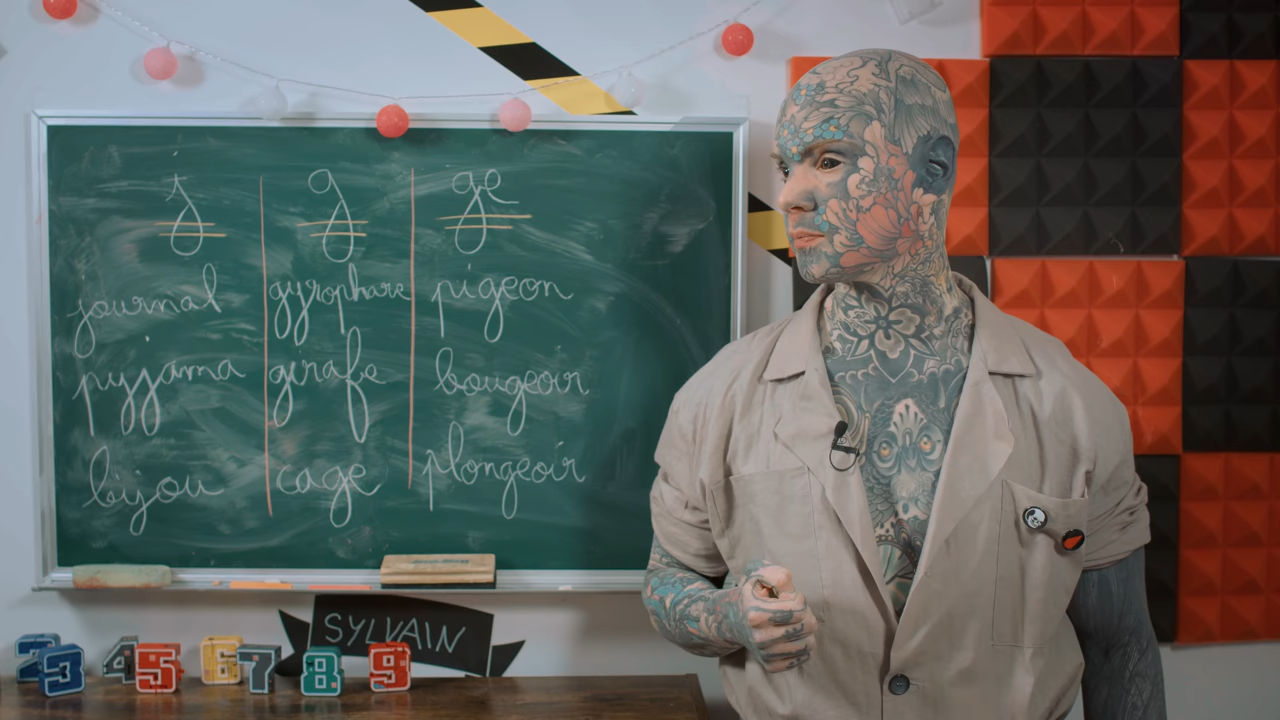 j g ge
journal gyrophare pigeon
pyjama girafe bougeoir
bijou cage plongeoir
SYLVAIN
2 3 4 5 6 7 8 9